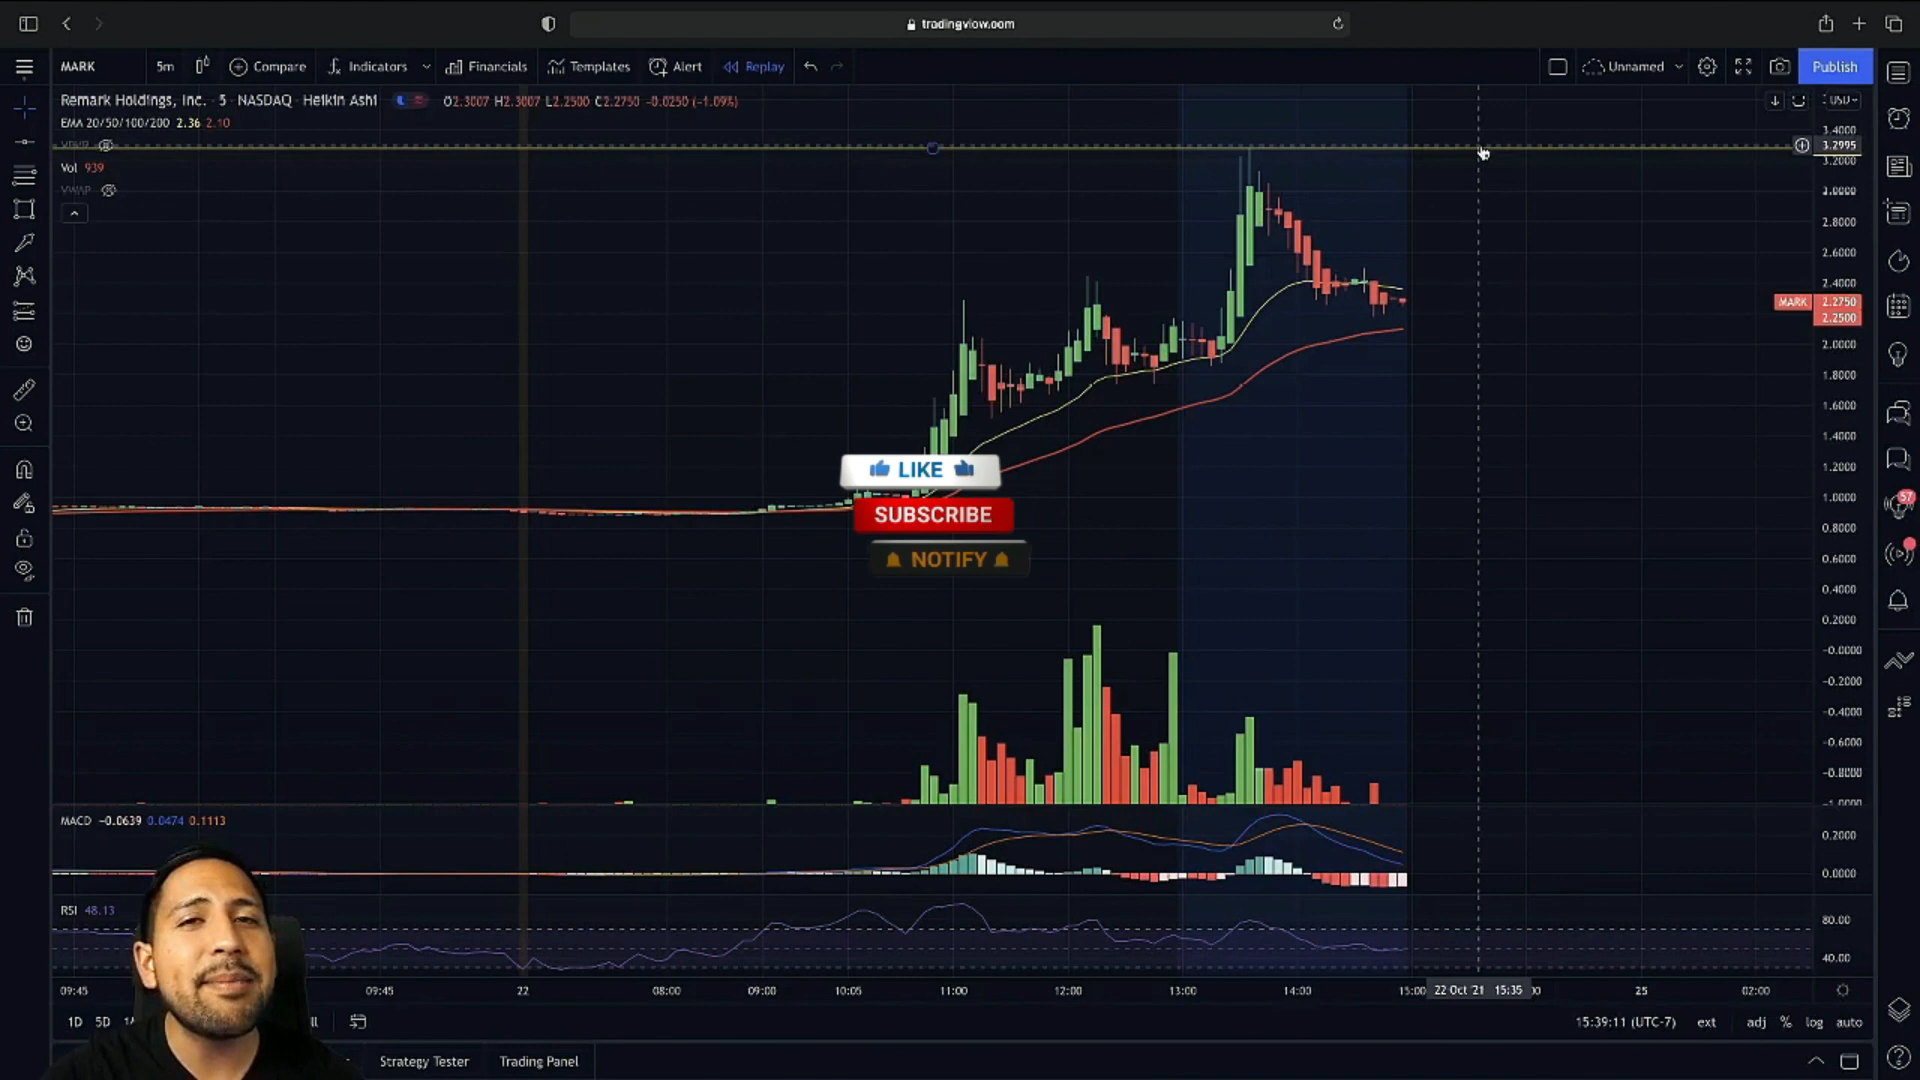 tradingview.com
MARK 5m Compare Indicators Financials Templates Alert Replay Unnamed Publish
Remark Holdings, Inc. · 5 · NASDAQ · Heikin Ashi O2.3007 H2.3007 L2.2500 C2.2750 -0.0250 (-1.09%) USD
EMA 20/50/100/200 2.36 2.10
3.4000
3.2995
3.2000
Vol 939
VWAP
3.0000
2.8000
2.6000
2.4000
MARK 2.2750
2.2500
2.0000
1.8000
1.6000
1.4000
1.2000
LIKE
1.0000
SUBSCRIBE
57
0.8000
NOTIFY
0.6000
0.4000
0.2000
-0.0000
-0.2000
-0.4000
-0.6000
-0.8000
-1.0000
MACD -0.0639 0.0474 0.1113
0.2000
0.0000
RSI 48.13
80.00
40.00
09:45 09:45 22 08:00 09:00 10:05 11:00 12:00 13:00 14:00 15:00 22 Oct '21 15:35 25 02:00
1D 5D 15:39:11 (UTC-7) ext adj % log auto
Strategy Tester Trading Panel